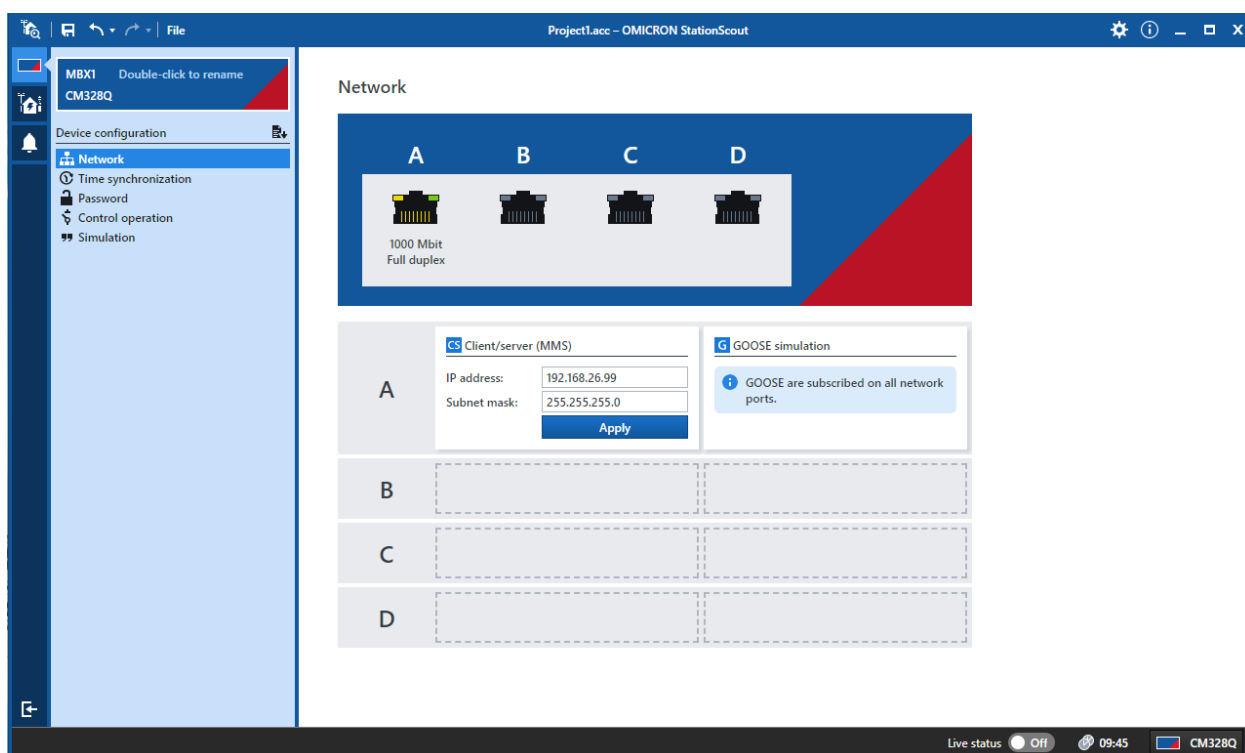 File
Project1.acc – OMICRON StationScout
MBX1 Double-click to rename
CM328Q
Device configuration
Network
Time synchronization
Password
Control operation
Simulation
Network
A B C D
1000 Mbit
Full duplex
A
CS Client/server (MMS)
IP address: 192.168.26.99
Subnet mask: 255.255.255.0
Apply
G GOOSE simulation
GOOSE are subscribed on all network
ports.
B
C
D
Live status Off 09:45 CM328Q